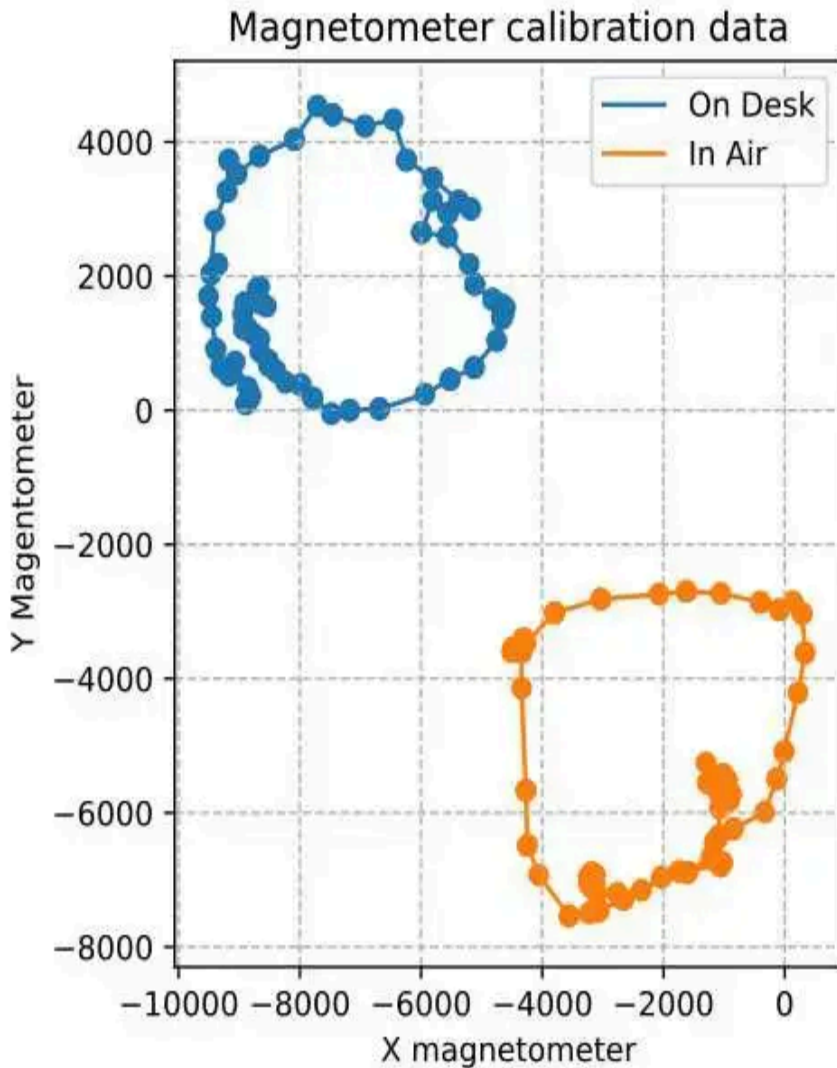 Magnetometer calibration data
On Desk
In Air
4000
2000
0
−2000
−4000
−6000
−8000
Y Magentometer
−10000 −8000 −6000 −4000 −2000 0
X magnetometer